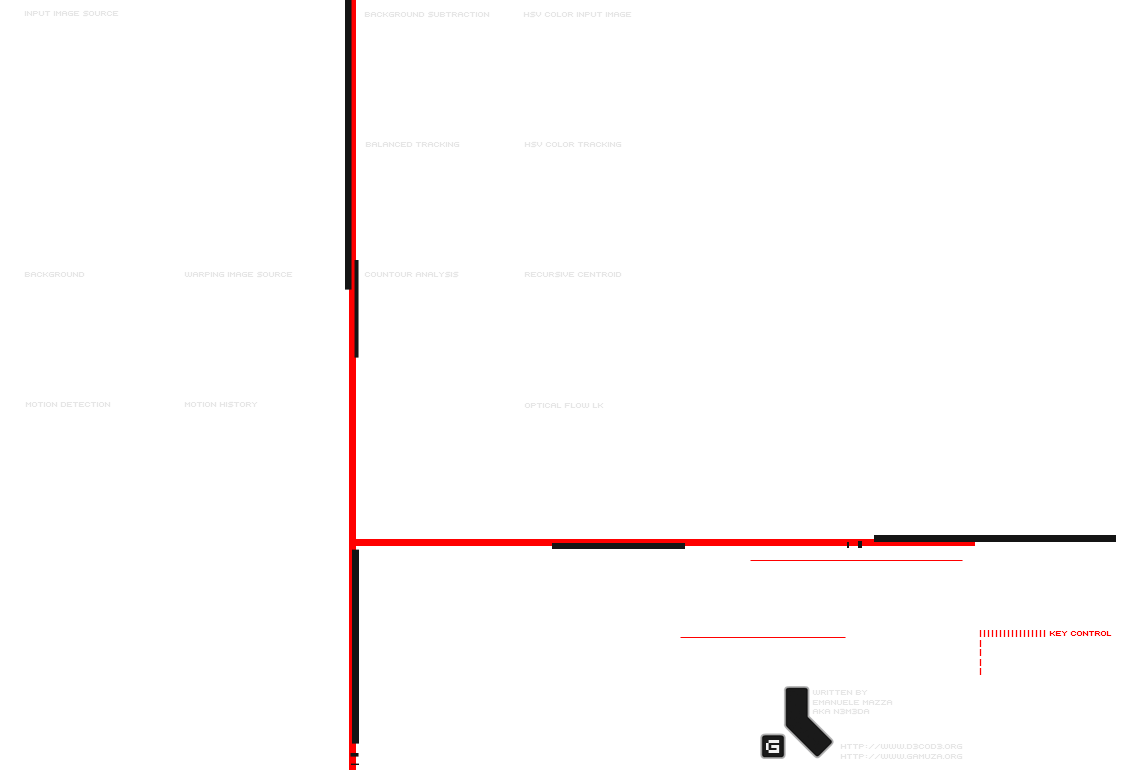 INPUT IMAGE SOURCE
BACKGROUND SUBTRACTION
HSV COLOR INPUT IMAGE
BALANCED TRACKING
HSV COLOR TRACKING
BACKGROUND
WARPING IMAGE SOURCE
COUNTOUR ANALYSIS
RECURSIVE CENTROID
MOTION DETECTION
MOTION HISTORY
OPTICAL FLOW LK
KEY CONTROL
WRITTEN BY
EMANUELE MAZZA
AKA N3M3DA
G
HTTP://WWW.D3COD3.ORG
HTTP://WWW.GAMUZA.ORG